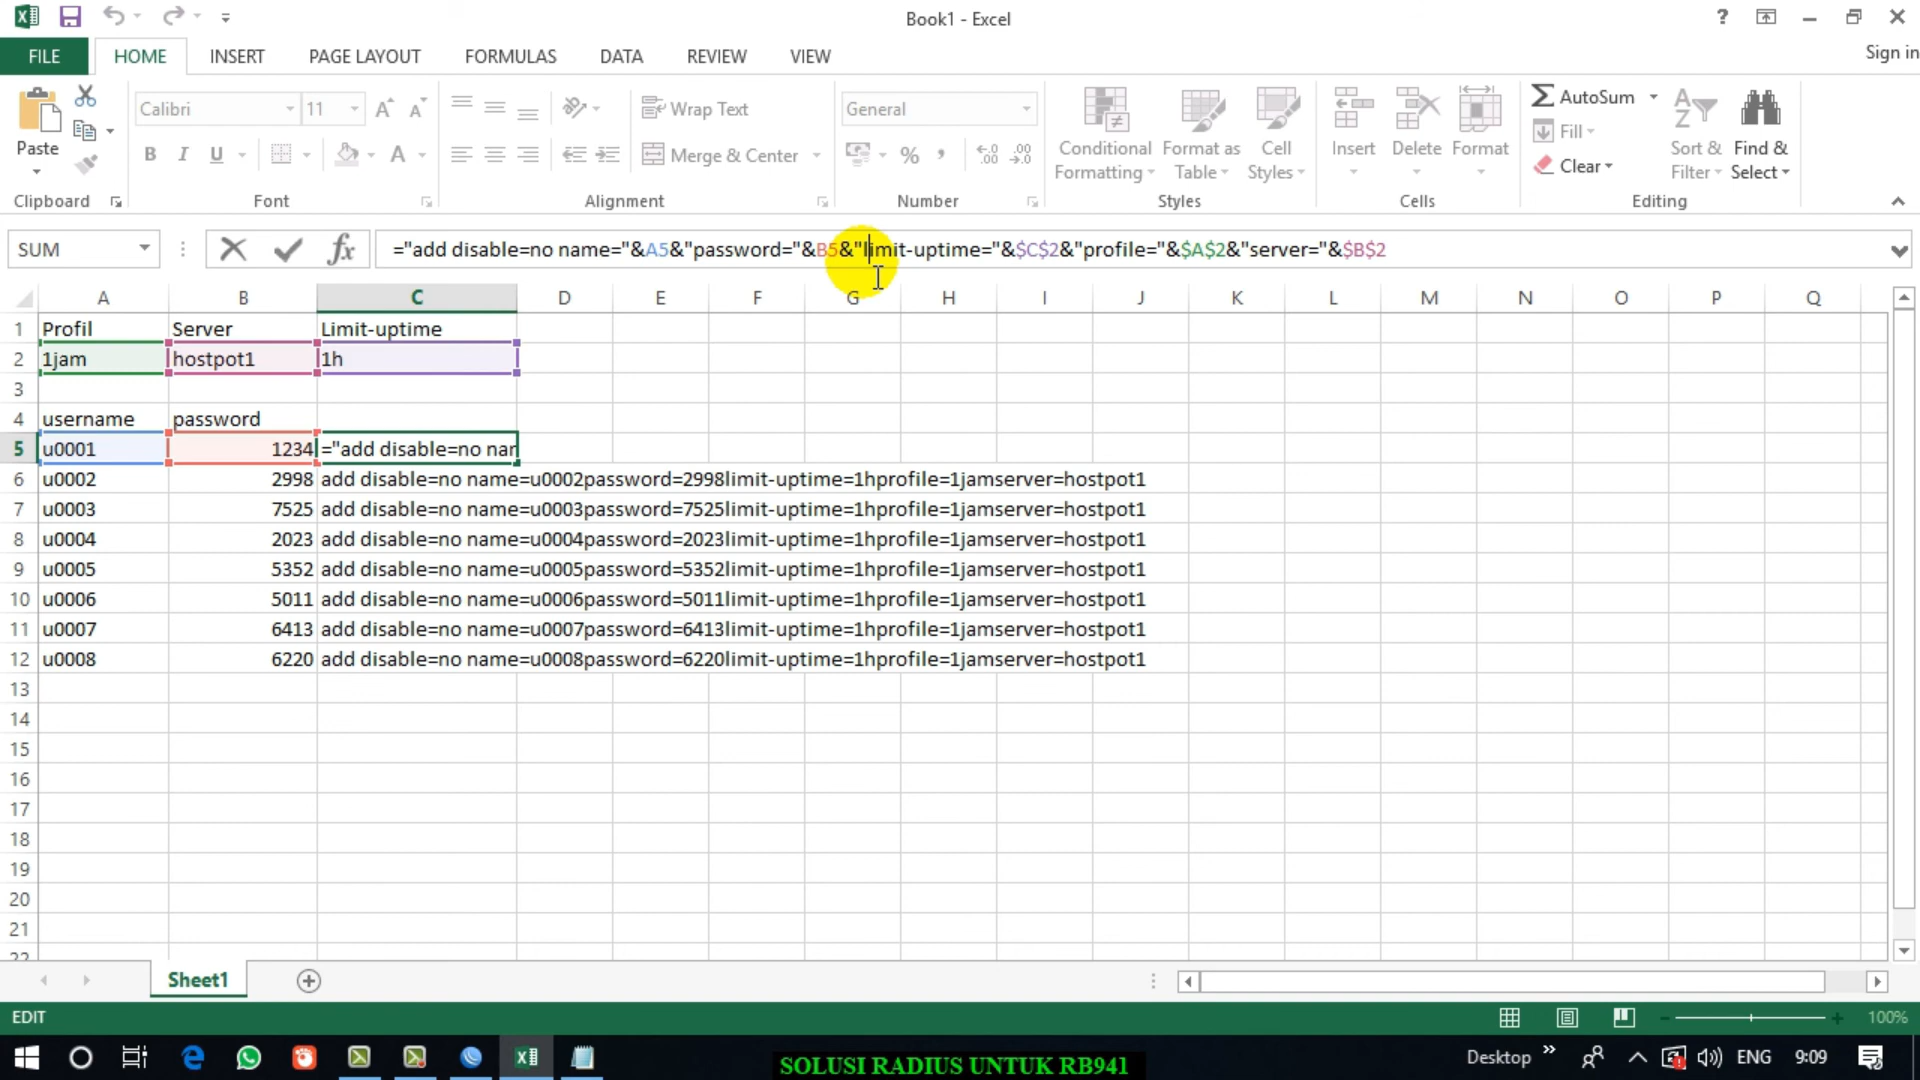 Book1 - Excel
?
Sign in
FILE HOME INSERT PAGE LAYOUT FORMULAS DATA REVIEW VIEW
Paste
Calibri 11
B I U
Wrap Text
Merge & Center
General
% ,
Conditional Formatting
Format as Table
Cell Styles
Insert Delete Format
AutoSum
Fill
Clear
Sort & Filter
Find & Select
Clipboard Font Alignment Number Styles Cells Editing
SUM
fx
="add disable=no name="&A5&"password="&B5&"limit-uptime="&$C$2&"profile="&$A$2&"server="&$B$2
A B C D E F G H I J K L M N O P Q
1 Profil Server Limit-uptime
2 1jam hostpot1 1h
3
4 username password
5 u0001 1234 ="add disable=no nar
6 u0002 2998 add disable=no name=u0002password=2998limit-uptime=1hprofile=1jamserver=hostpot1
7 u0003 7525 add disable=no name=u0003password=7525limit-uptime=1hprofile=1jamserver=hostpot1
8 u0004 2023 add disable=no name=u0004password=2023limit-uptime=1hprofile=1jamserver=hostpot1
9 u0005 5352 add disable=no name=u0005password=5352limit-uptime=1hprofile=1jamserver=hostpot1
10 u0006 5011 add disable=no name=u0006password=5011limit-uptime=1hprofile=1jamserver=hostpot1
11 u0007 6413 add disable=no name=u0007password=6413limit-uptime=1hprofile=1jamserver=hostpot1
12 u0008 6220 add disable=no name=u0008password=6220limit-uptime=1hprofile=1jamserver=hostpot1
13
14
15
16
17
18
19
20
21
22
Sheet1
EDIT
100%
SOLUSI RADIUS UNTUK RB941
Desktop
ENG
9:09